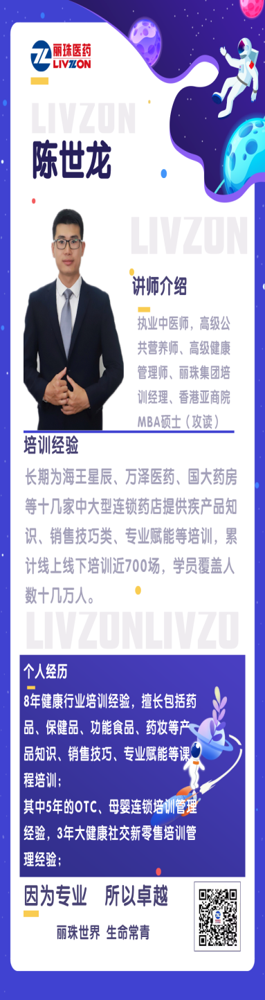 丽珠医药
LIVZON
LIVZON
陈世龙
LIVZON
讲师介绍
执业中医师，高级公
共营养师、高级健康
管理师、丽珠集团培
训经理、香港亚商院
MBA硕士（攻读）
培训经验
长期为海王星辰、万泽医药、国大药房
等十几家中大型连锁药店提供疾产品知
识、销售技巧类、专业赋能等培训，累
计线上线下培训近700场，学员覆盖人
数十几万人。
LIVZONLIVZO
个人经历
8年健康行业培训经验，擅长包括药
品、保健品、功能食品、药妆等产
品知识、销售技巧、专业赋能等课
程培训；
其中5年的OTC、母婴连锁培训管理
经验，3年大健康社交新零售培训管
理经验；
因为专业 所以卓越
丽珠世界 生命常青